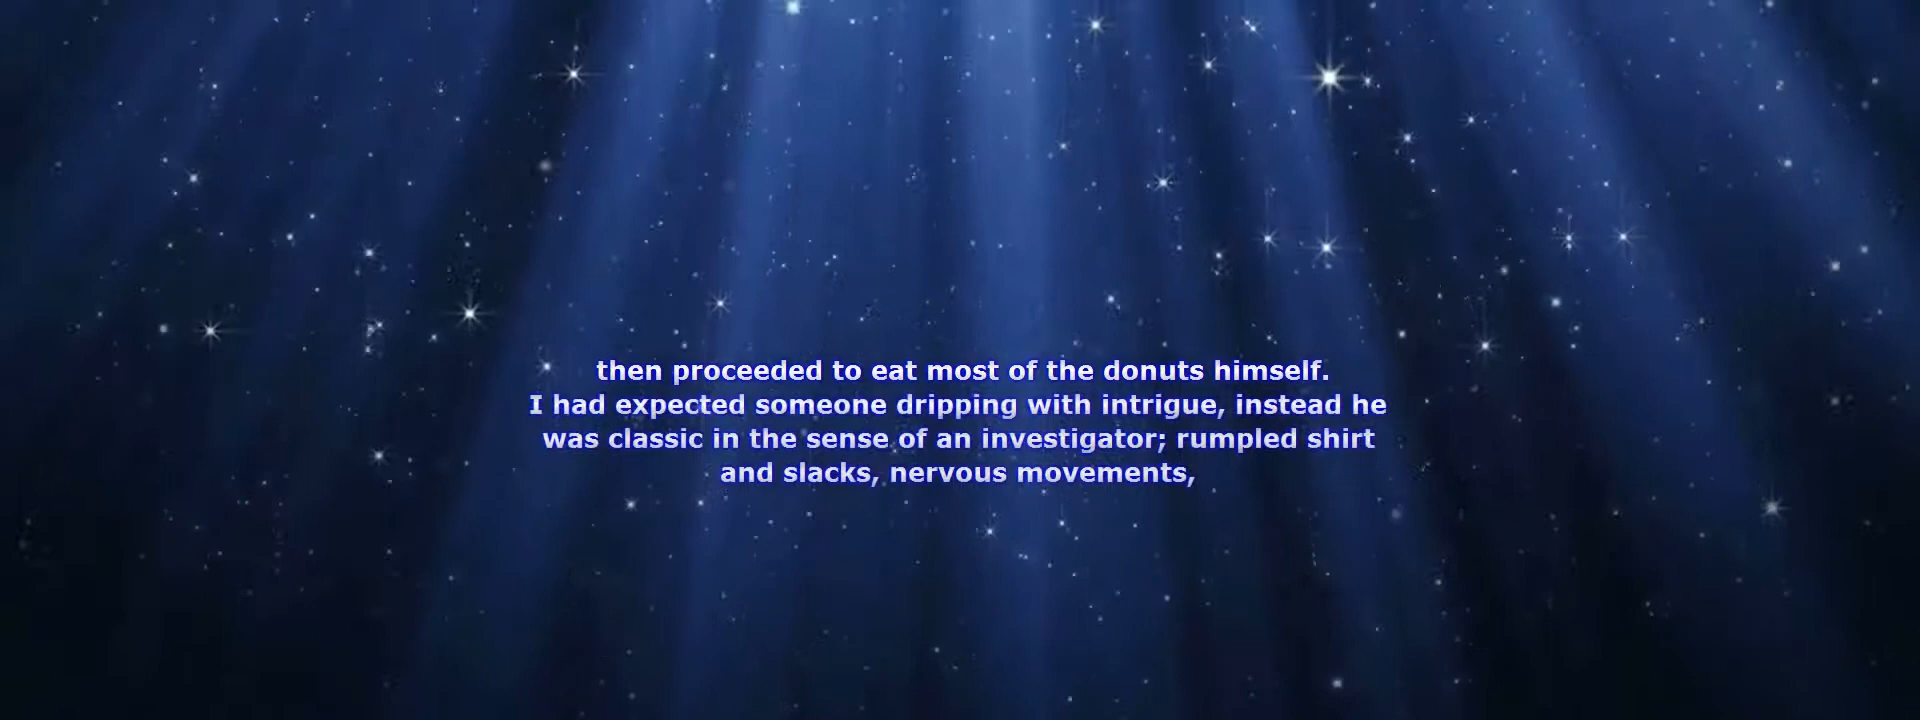 then proceeded to eat most of the donuts himself.
I had expected someone dripping with intrigue, instead he
was classic in the sense of an investigator; rumpled shirt
and slacks, nervous movements,